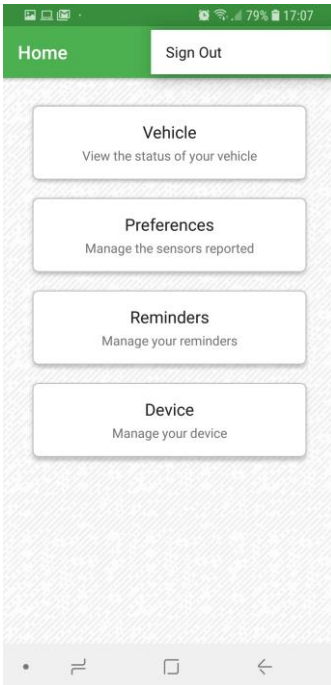 79% 17:07
Home
Sign Out
Vehicle
View the status of your vehicle
Preferences
Manage the sensors reported
Reminders
Manage your reminders
Device
Manage your device